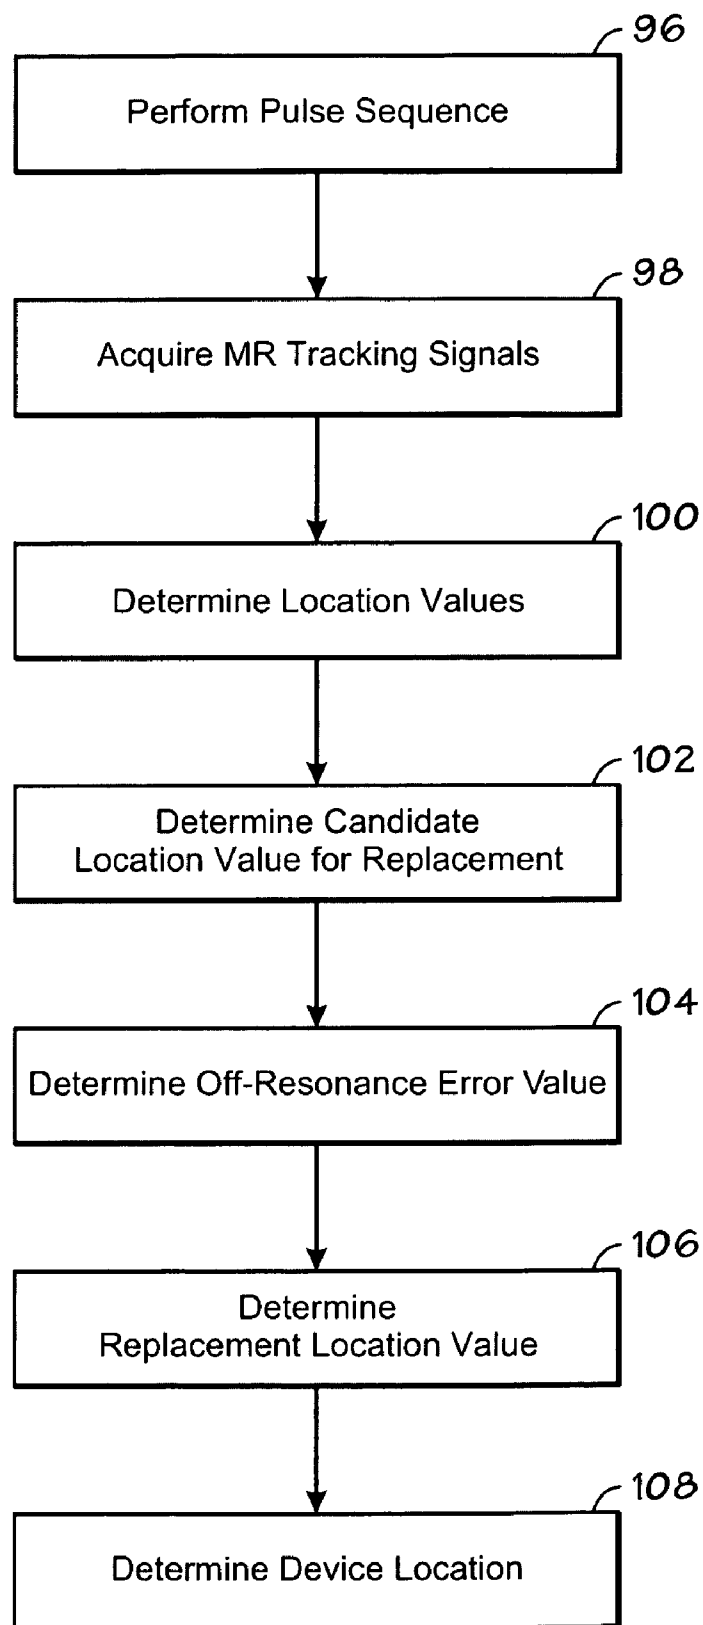 96
Perform Pulse Sequence
98
Acquire MR Tracking Signals
100
Determine Location Values
102
Determine Candidate
Location Value for Replacement
104
Determine Off-Resonance Error Value
106
Determine
Replacement Location Value
108
Determine Device Location